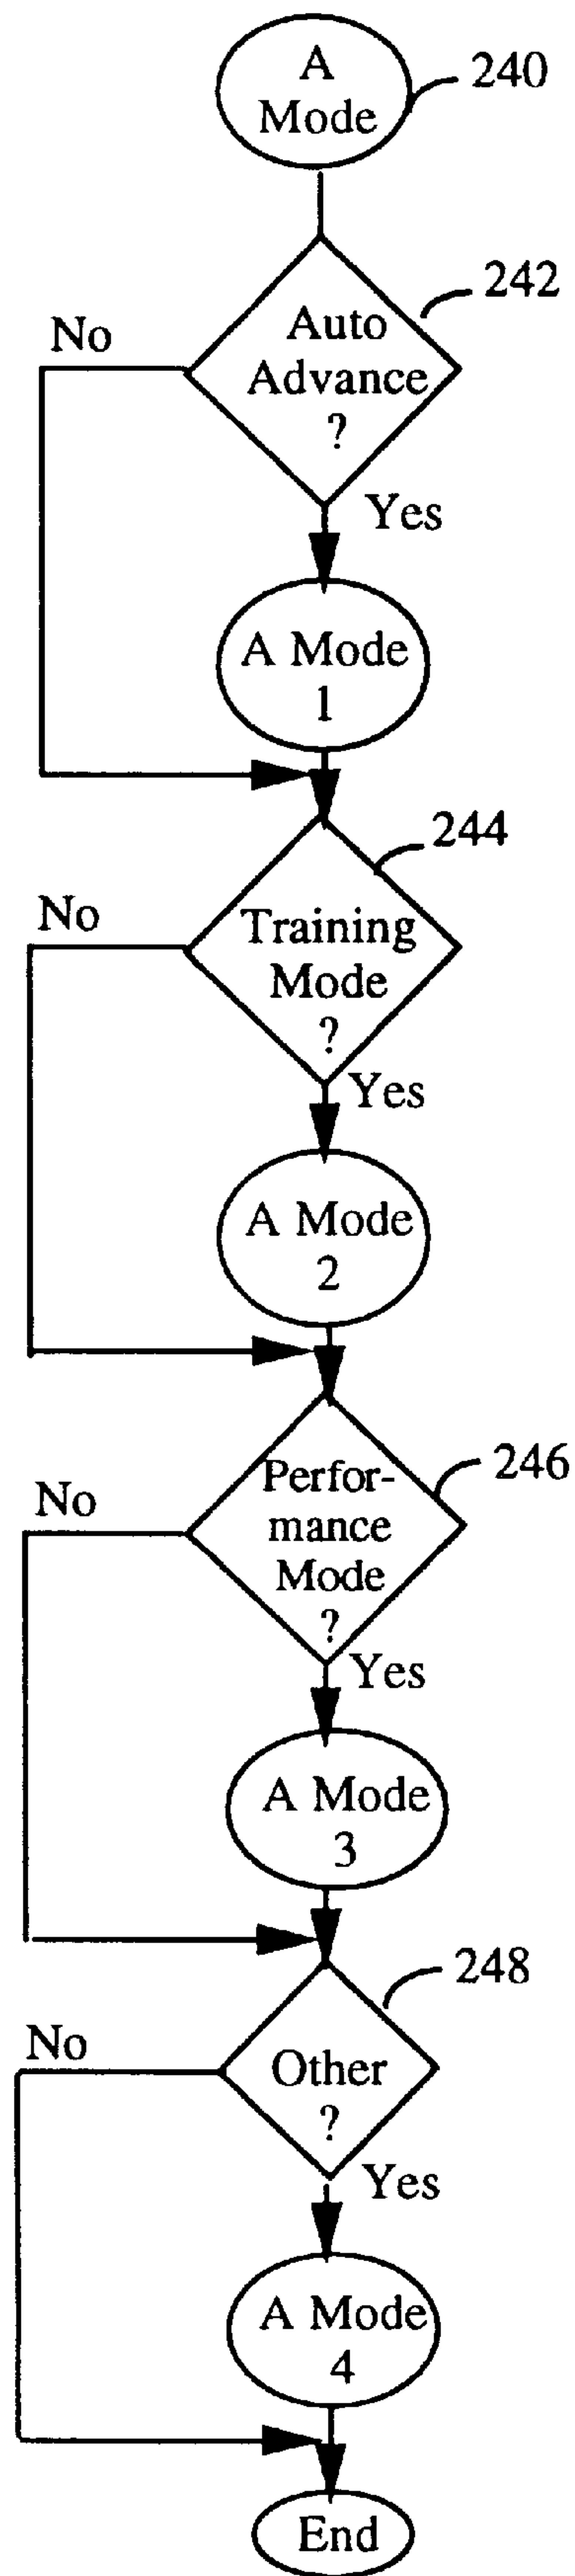 A
Mode
240
242
No
Auto
Advance
?
Yes
A Mode
1
244
No
Training
Mode
?
Yes
A Mode
2
246
No
Perfor-
mance
Mode
?
Yes
A Mode
3
248
No
Other
?
Yes
A Mode
4
End